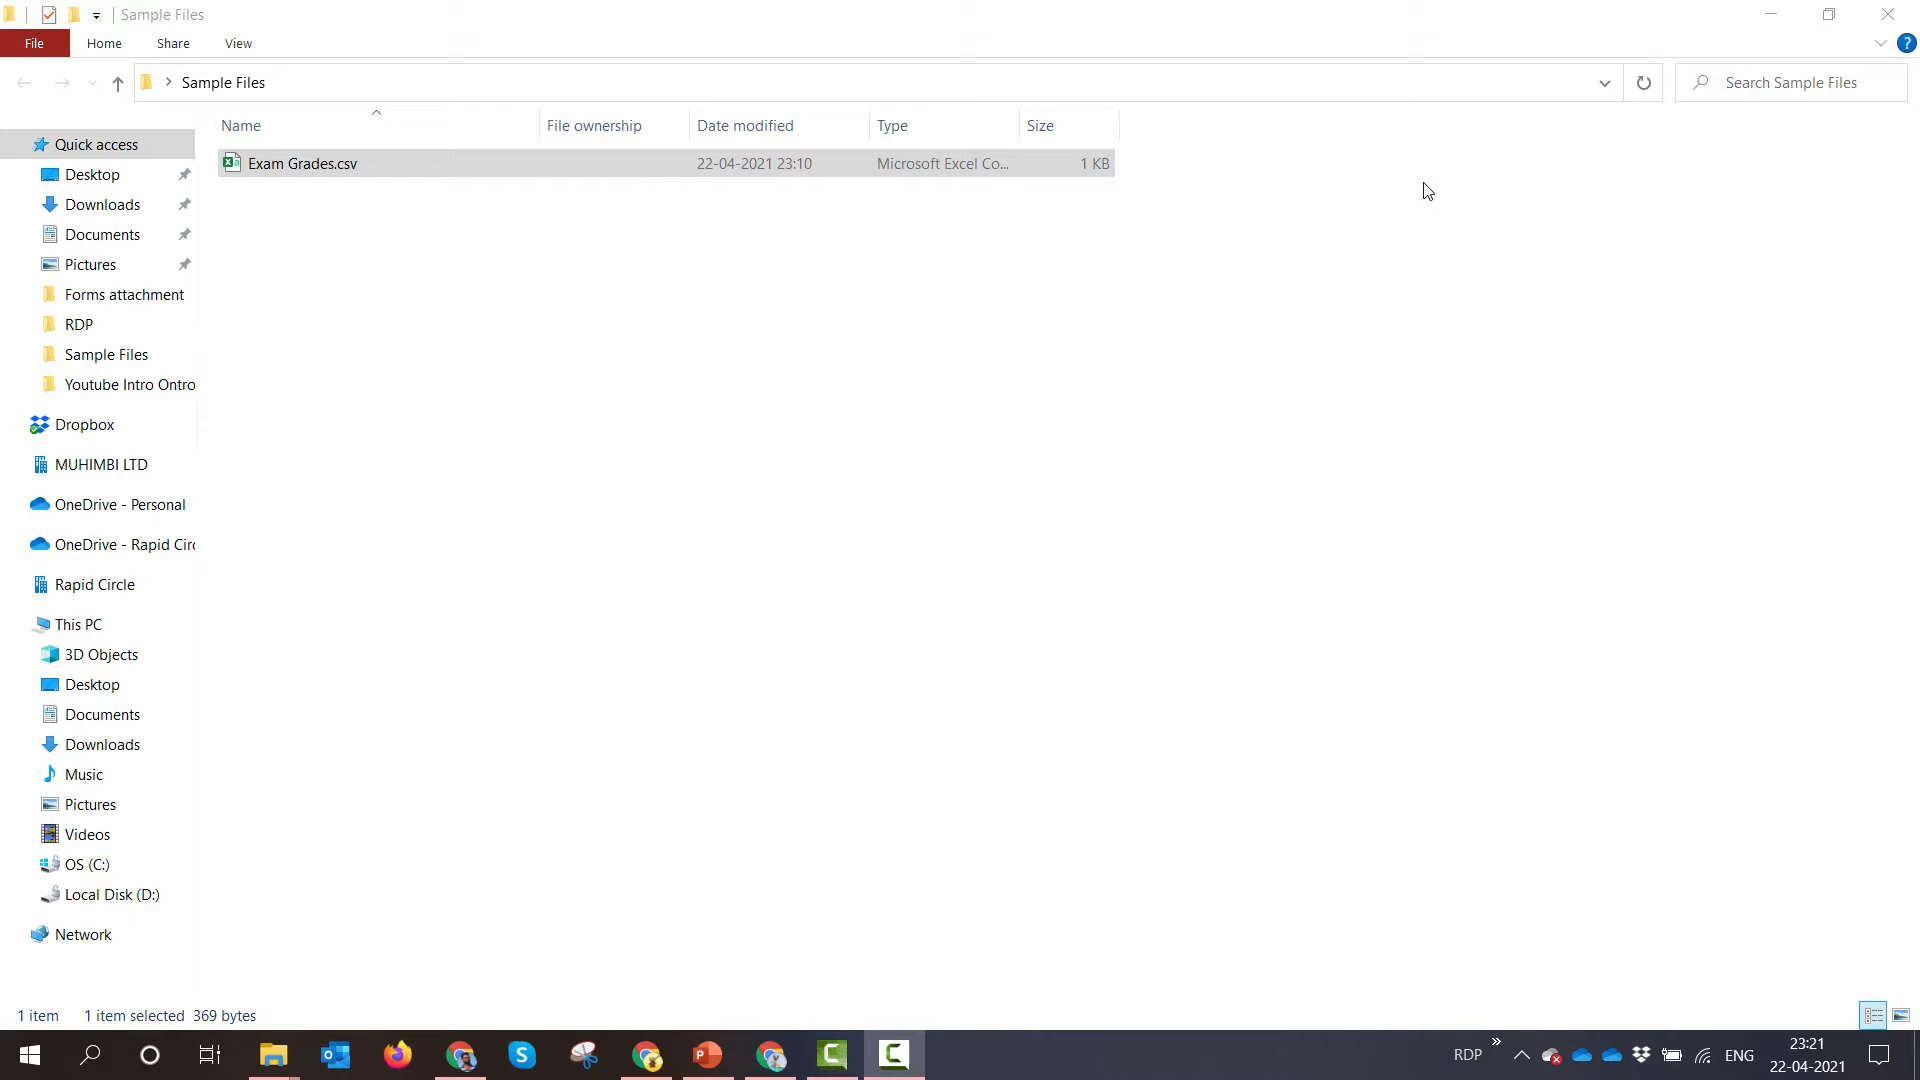 Sample Files
File Home Share View
Sample Files
Search Sample Files
Name File ownership Date modified Type Size
Exam Grades.csv 22-04-2021 23:10 Microsoft Excel Co... 1 KB
Quick access
Desktop
Downloads
Documents
Pictures
Forms attachment
RDP
Sample Files
Youtube Intro Ontro
Dropbox
MUHIMBI LTD
OneDrive - Personal
OneDrive - Rapid Circ
Rapid Circle
This PC
3D Objects
Desktop
Documents
Downloads
Music
Pictures
Videos
OS (C:)
Local Disk (D:)
Network
1 item 1 item selected 369 bytes
RDP ENG 23:21
22-04-2021